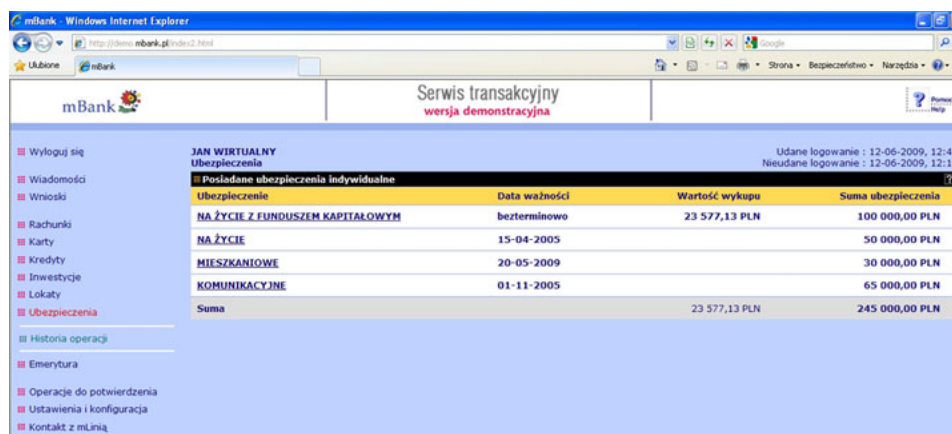 mBank - Windows Internet Explorer
http://demo.mbank.pl/index2.html
Google
Ulubione mBank Strona Bezpieczeństwo Narzędzia
mBank
Serwis transakcyjny
wersja demonstracyjna
Pomoc
Help
Wyloguj się
Wiadomości
Wnioski
Rachunki
Karty
Kredyty
Inwestycje
Lokaty
Ubezpieczenia
Historia operacji
Emerytura
Operacje do potwierdzenia
Ustawienia i konfiguracja
Kontakt z mLinią
JAN WIRTUALNY
Ubezpieczenia
Udane logowanie : 12-06-2009, 12:4
Nieudane logowanie : 12-06-2009, 12:1
Posiadane ubezpieczenia indywidualne ?
Ubezpieczenie Data ważności Wartość wykupu Suma ubezpieczenia
NA ŻYCIE Z FUNDUSZEM KAPITAŁOWYM bezterminowo 23 577,13 PLN 100 000,00 PLN
NA ŻYCIE 15-04-2005 50 000,00 PLN
MIESZKANIOWE 20-05-2009 30 000,00 PLN
KOMUNIKACYJNE 01-11-2005 65 000,00 PLN
Suma 23 577,13 PLN 245 000,00 PLN